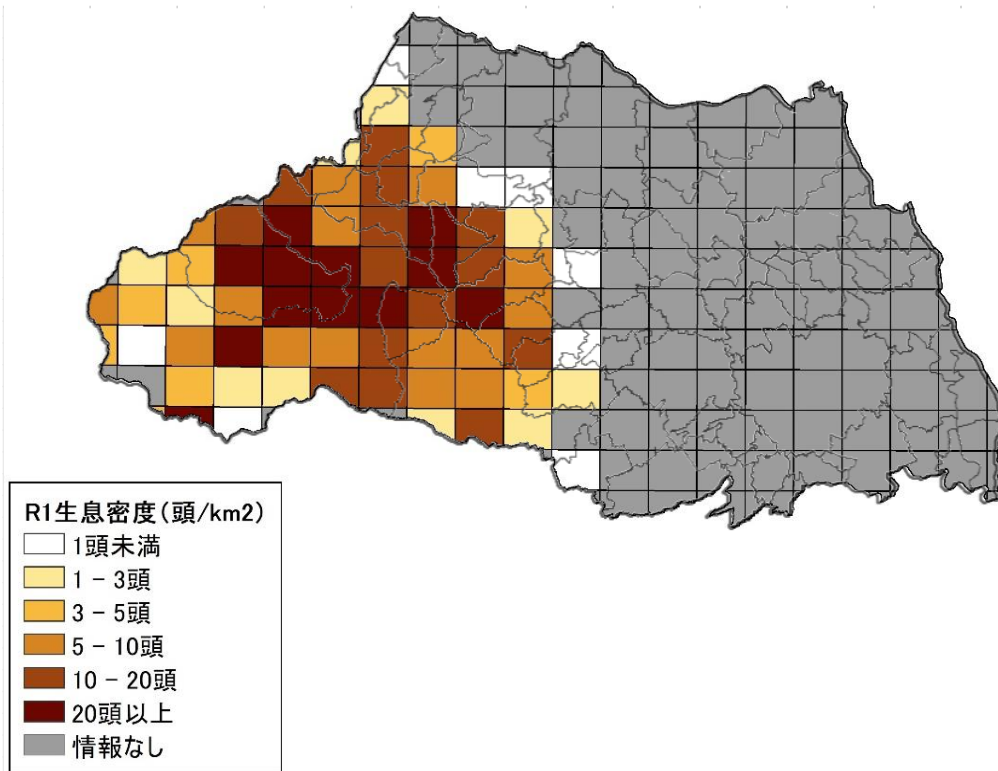 R1生息密度(頭/km2)
1頭未満
1 - 3頭
3 - 5頭
5 - 10頭
10 - 20頭
20頭以上
情報なし